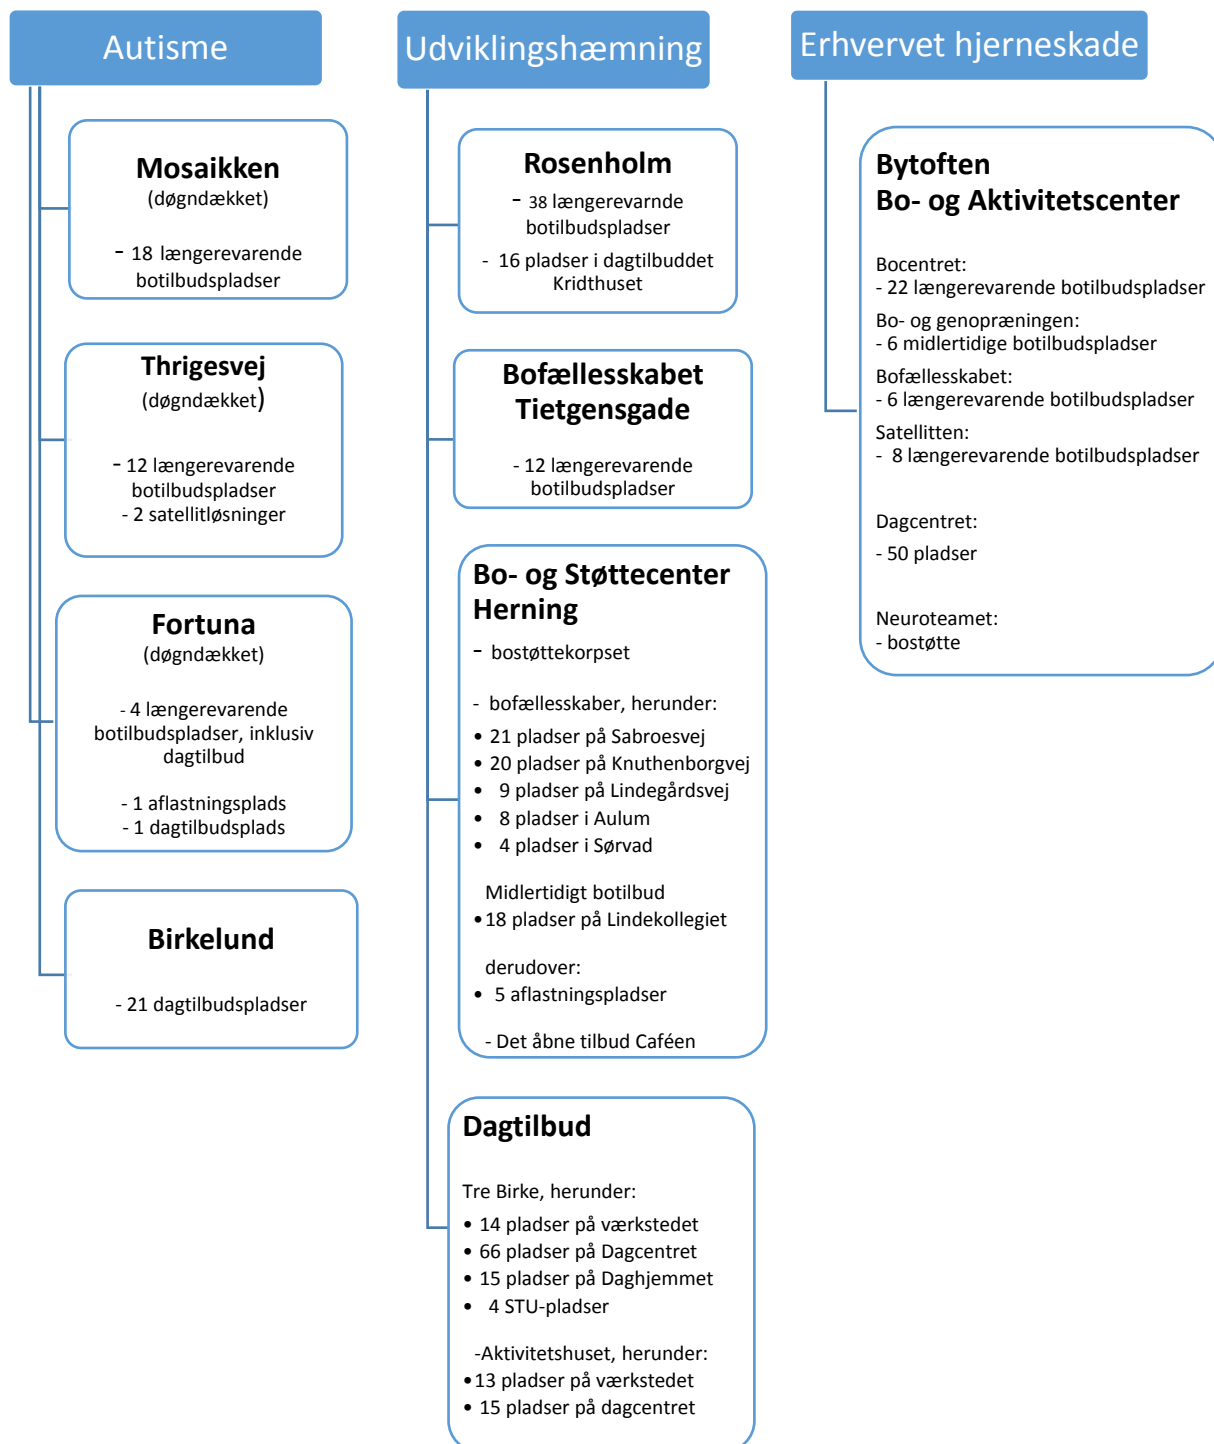 Autisme
Mosaikken
(døgndækket)
- 18 længerevarende
botilbudspladser
Thrigesvej
(døgndækket)
- 12 længerevarende
botilbudspladser
- 2 satellitløsninger
Fortuna
(døgndækket)
- 4 længerevarende
botilbudspladser, inklusiv
dagtilbud
- 1 aflastningsplads
- 1 dagtilbudsplads
Birkelund
- 21 dagtilbudspladser
Udviklingshæmning
Rosenholm
- 38 længerevarnde
botilbudspladser
- 16 pladser i dagtilbuddet
Kridthuset
Bofællesskabet
Tietgensgade
- 12 længerevarende
botilbudspladser
Bo- og Støttecenter
Herning
- bostøttekorpset
- bofællesskaber, herunder:
• 21 pladser på Sabroesvej
• 20 pladser på Knuthenborgvej
• 9 pladser på Lindegårdsvej
• 8 pladser i Aulum
• 4 pladser i Sørvad
Midlertidigt botilbud
•18 pladser på Lindekollegiet
derudover:
• 5 aflastningspladser
- Det åbne tilbud Caféen
Dagtilbud
Tre Birke, herunder:
• 14 pladser på værkstedet
• 66 pladser på Dagcentret
• 15 pladser på Daghjemmet
• 4 STU-pladser
-Aktivitetshuset, herunder:
•13 pladser på værkstedet
• 15 pladser på dagcentret
Erhvervet hjerneskade
Bytoften
Bo- og Aktivitetscenter
Bocentret:
- 22 længerevarende botilbudspladser
Bo- og genopræningen:
- 6 midlertidige botilbudspladser
Bofællesskabet:
- 6 længerevarende botilbudspladser
Satellitten:
- 8 længerevarende botilbudspladser
Dagcentret:
- 50 pladser
Neuroteamet:
- bostøtte